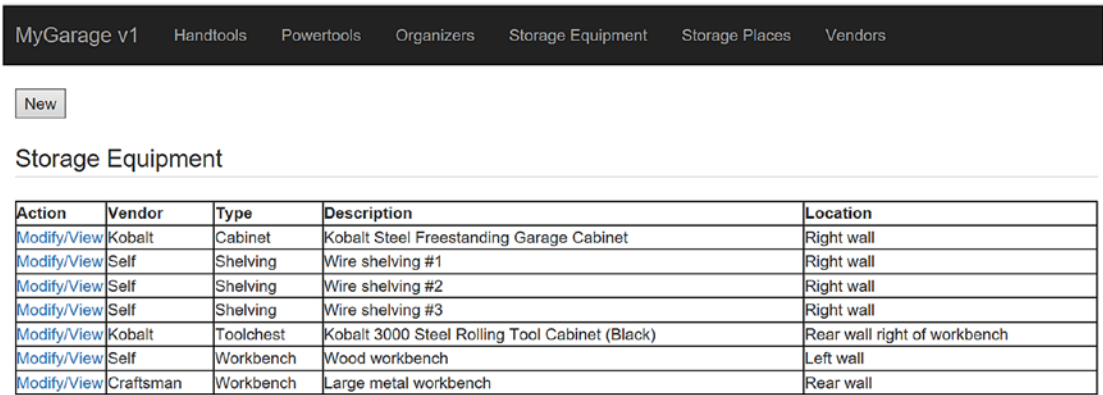 MyGarage v1 Handtools Powertools Organizers Storage Equipment Storage Places Vendors
New
Storage Equipment
Action Vendor Type Description Location
Modify/View Kobalt Cabinet Kobalt Steel Freestanding Garage Cabinet Right wall
Modify/View Self Shelving Wire shelving #1 Right wall
Modify/View Self Shelving Wire shelving #2 Right wall
Modify/View Self Shelving Wire shelving #3 Right wall
Modify/View Kobalt Toolchest Kobalt 3000 Steel Rolling Tool Cabinet (Black) Rear wall right of workbench
Modify/View Self Workbench Wood workbench Left wall
Modify/View Craftsman Workbench Large metal workbench Rear wall